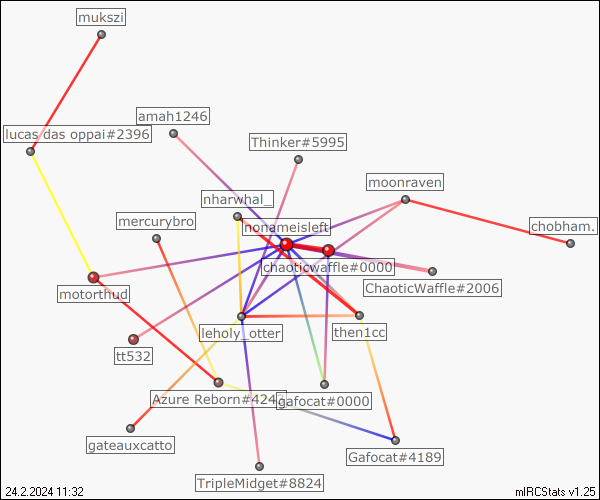 mukszi
amah1246
lucas das oppai#2396
Thinker#5995
moonraven
nharwhal_
mercurybro
nonameisleft
chobham.
chaoticwaffle#0000
ChaoticWaffle#2006
motorthud
leholy_otter
then1cc
tt532
Azure Reborn#424
gafocat#0000
gateauxcatto
Gafocat#4189
TripleMidget#8824
24.2.2024 11:32
mIRCStats v1.25